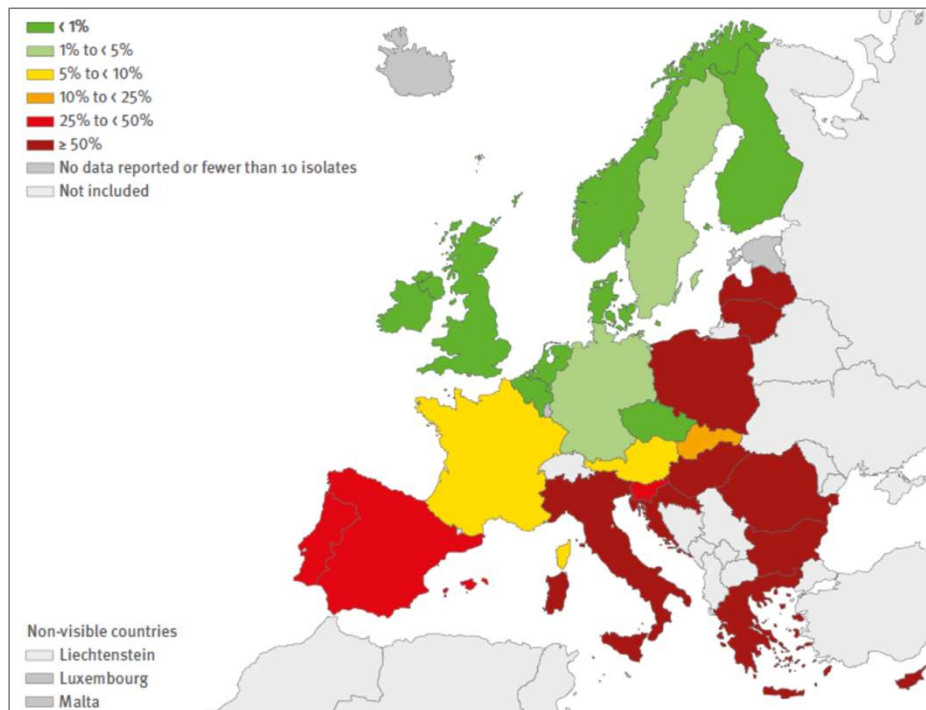 < 1%
1% to < 5%
5% to < 10%
10% to < 25%
25% to < 50%
≥ 50%
No data reported or fewer than 10 isolates
Not included
Non-visible countries
Liechtenstein
Luxembourg
Malta